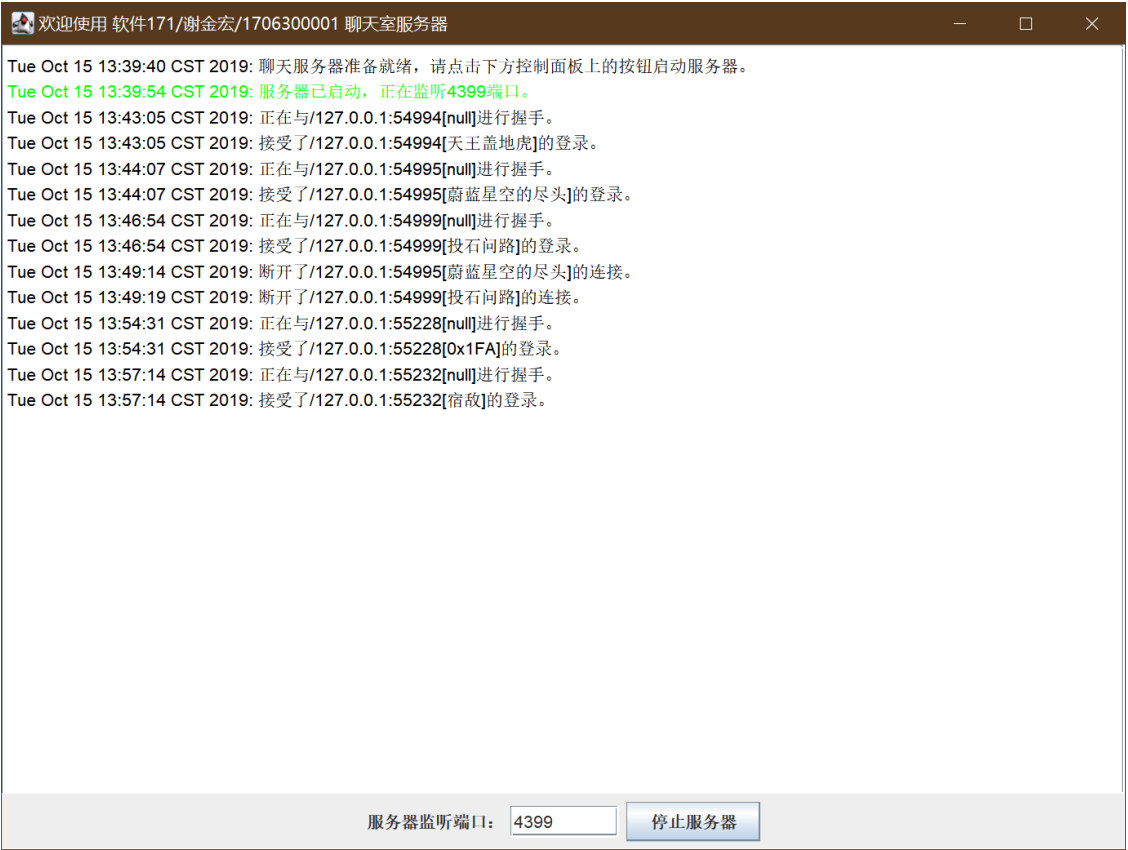 欢迎使用 软件171/谢金宏/1706300001 聊天室服务器
Tue Oct 15 13:39:40 CST 2019: 聊天服务器准备就绪，请点击下方控制面板上的按钮启动服务器。
Tue Oct 15 13:39:54 CST 2019: 服务器已启动，正在监听4399端口。
Tue Oct 15 13:43:05 CST 2019: 正在与/127.0.0.1:54994[null]进行握手。
Tue Oct 15 13:43:05 CST 2019: 接受了/127.0.0.1:54994[天王盖地虎]的登录。
Tue Oct 15 13:44:07 CST 2019: 正在与/127.0.0.1:54995[null]进行握手。
Tue Oct 15 13:44:07 CST 2019: 接受了/127.0.0.1:54995[蔚蓝星空的尽头]的登录。
Tue Oct 15 13:46:54 CST 2019: 正在与/127.0.0.1:54999[null]进行握手。
Tue Oct 15 13:46:54 CST 2019: 接受了/127.0.0.1:54999[投石问路]的登录。
Tue Oct 15 13:49:14 CST 2019: 断开了/127.0.0.1:54995[蔚蓝星空的尽头]的连接。
Tue Oct 15 13:49:19 CST 2019: 断开了/127.0.0.1:54999[投石问路]的连接。
Tue Oct 15 13:54:31 CST 2019: 正在与/127.0.0.1:55228[null]进行握手。
Tue Oct 15 13:54:31 CST 2019: 接受了/127.0.0.1:55228[0x1FA]的登录。
Tue Oct 15 13:57:14 CST 2019: 正在与/127.0.0.1:55232[null]进行握手。
Tue Oct 15 13:57:14 CST 2019: 接受了/127.0.0.1:55232[宿敌]的登录。
服务器监听端口： 4399 停止服务器